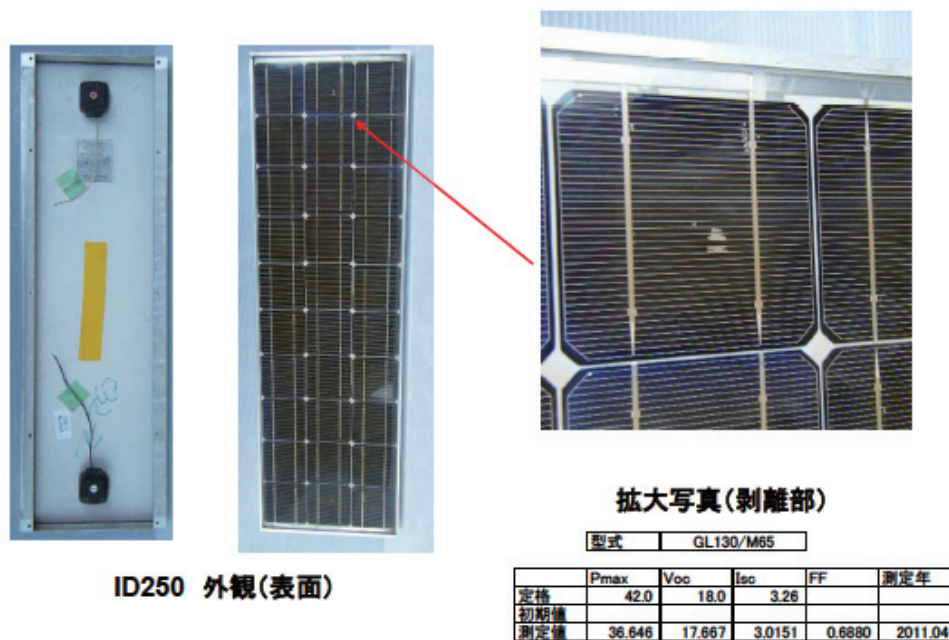 拡大写真(剥離部)
型式 GL130/M65
ID250 外観(表面)
Pmax Voc Isc FF 測定年
定格 42.0 18.0 3.26
初期値
測定値 36.646 17.667 3.0151 0.6880 2011.04